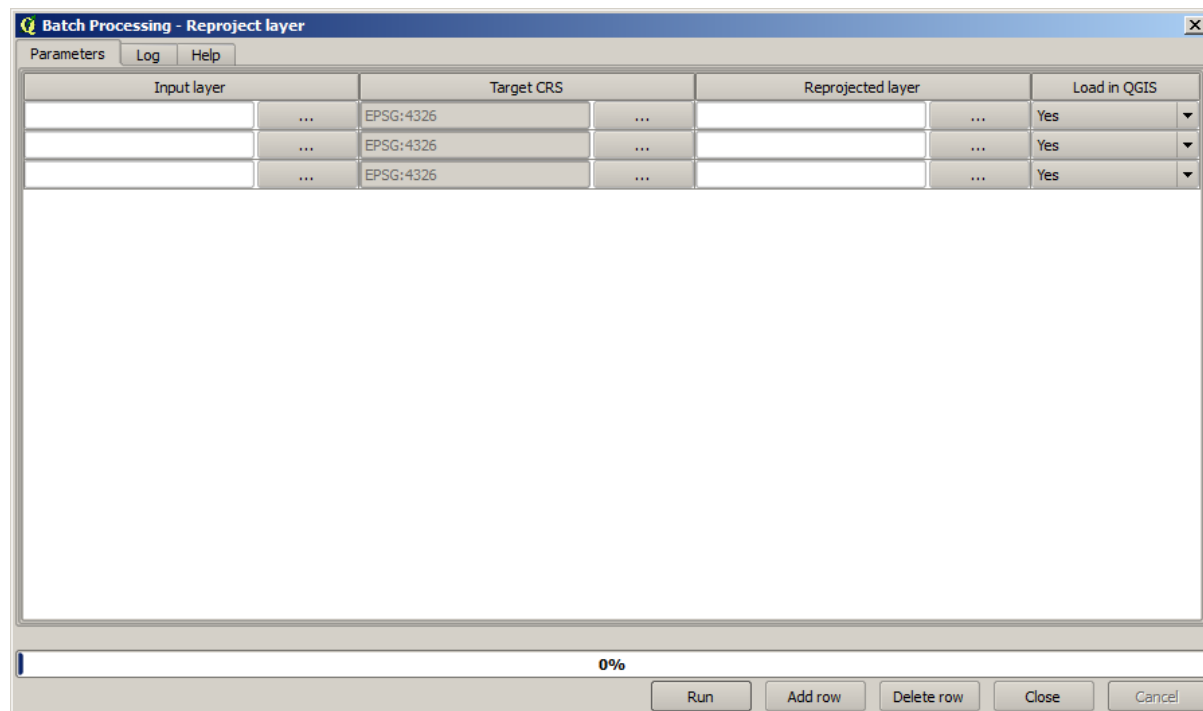 Batch Processing - Reproject layer
Parameters Log Help
Input layer Target CRS Reprojected layer Load in QGIS
... EPSG:4326 ... ... Yes
... EPSG:4326 ... ... Yes
... EPSG:4326 ... ... Yes
0%
Run Add row Delete row Close Cancel